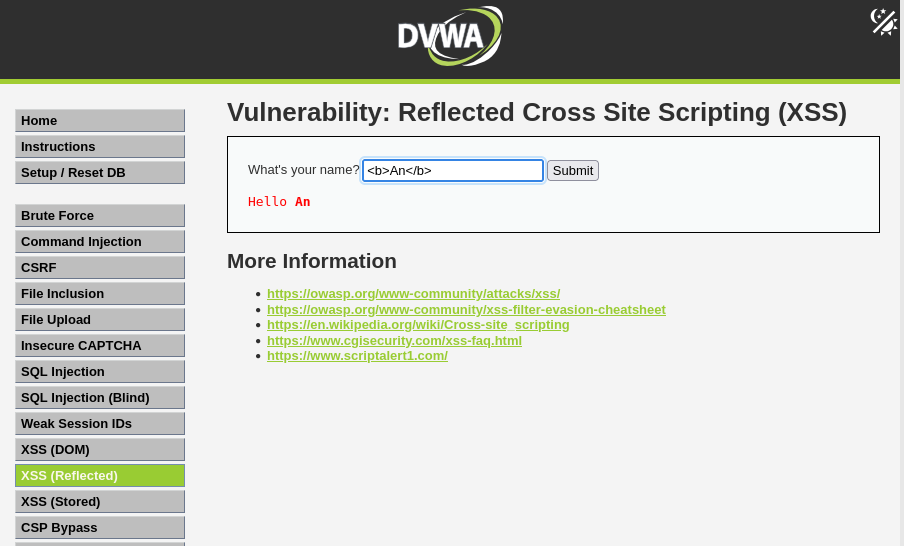 DVWA
Home
Instructions
Setup / Reset DB
Brute Force
Command Injection
CSRF
File Inclusion
File Upload
Insecure CAPTCHA
SQL Injection
SQL Injection (Blind)
Weak Session IDs
XSS (DOM)
XSS (Reflected)
XSS (Stored)
CSP Bypass
Vulnerability: Reflected Cross Site Scripting (XSS)
What's your name? <b>An</b> Submit
Hello An
More Information
https://owasp.org/www-community/attacks/xss/
https://owasp.org/www-community/xss-filter-evasion-cheatsheet
https://en.wikipedia.org/wiki/Cross-site_scripting
https://www.cgisecurity.com/xss-faq.html
https://www.scriptalert1.com/